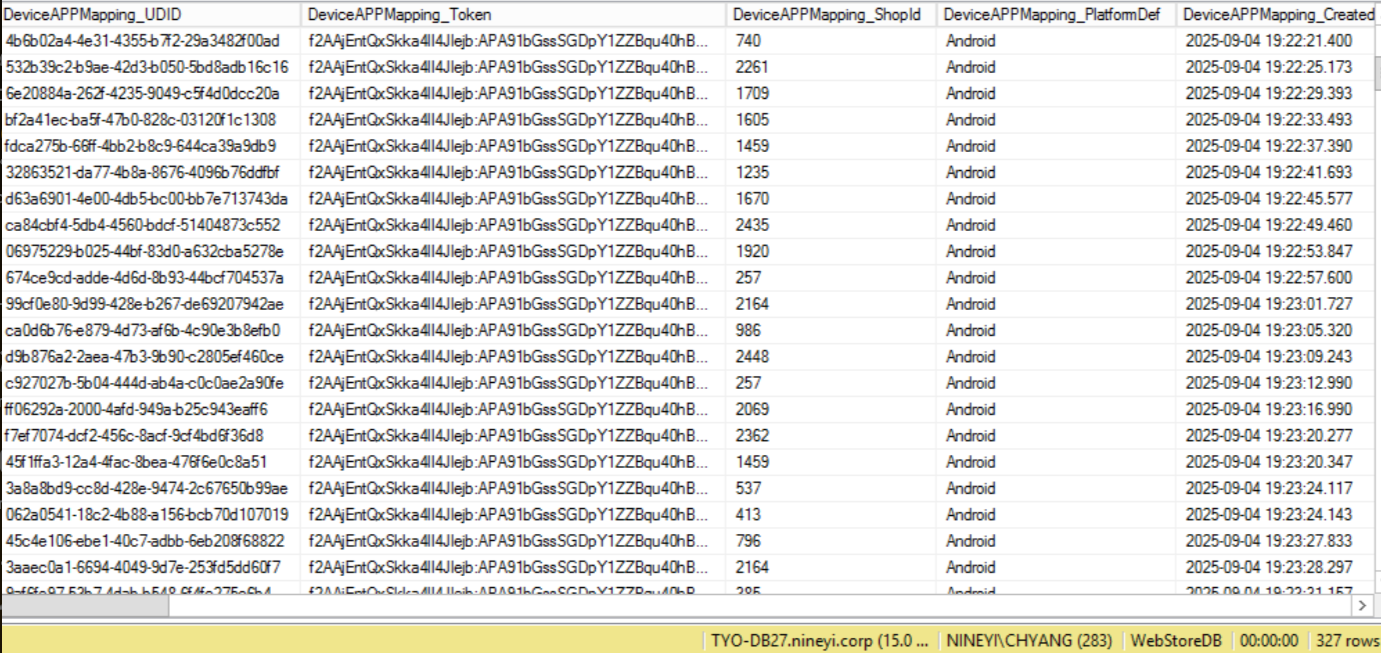 DeviceAPPMapping_UDID DeviceAPPMapping_Token DeviceAPPMapping_ShopId DeviceAPPMapping_PlatformDef DeviceAPPMapping_Created
4b6b02a4-4e31-4355-b7f2-29a3482f00ad f2AAjEntQxSkka4Il4Jlejb:APA91bGssSGDpY1ZZBqu40hB... 740 Android 2025-09-04 19:22:21.400
532b39c2-b9ae-42d3-b050-5bd8adb16c16 f2AAjEntQxSkka4Il4Jlejb:APA91bGssSGDpY1ZZBqu40hB... 2261 Android 2025-09-04 19:22:25.173
6e20884a-262f-4235-9049-c5f4d0dcc20a f2AAjEntQxSkka4Il4Jlejb:APA91bGssSGDpY1ZZBqu40hB... 1709 Android 2025-09-04 19:22:29.393
bf2a41ec-ba5f-47b0-828c-03120f1c1308 f2AAjEntQxSkka4Il4Jlejb:APA91bGssSGDpY1ZZBqu40hB... 1605 Android 2025-09-04 19:22:33.493
fdca275b-66ff-4bb2-b8c9-644ca39a9db9 f2AAjEntQxSkka4Il4Jlejb:APA91bGssSGDpY1ZZBqu40hB... 1459 Android 2025-09-04 19:22:37.390
32863521-da77-4b8a-8676-4096b76ddfbf f2AAjEntQxSkka4Il4Jlejb:APA91bGssSGDpY1ZZBqu40hB... 1235 Android 2025-09-04 19:22:41.693
d63a6901-4e00-4db5-bc00-bb7e713743da f2AAjEntQxSkka4Il4Jlejb:APA91bGssSGDpY1ZZBqu40hB... 1670 Android 2025-09-04 19:22:45.577
ca84cbf4-5db4-4560-bdcf-51404873c552 f2AAjEntQxSkka4Il4Jlejb:APA91bGssSGDpY1ZZBqu40hB... 2435 Android 2025-09-04 19:22:49.460
06975229-b025-44bf-83d0-a632cba5278e f2AAjEntQxSkka4Il4Jlejb:APA91bGssSGDpY1ZZBqu40hB... 1920 Android 2025-09-04 19:22:53.847
674ce9cd-adde-4d6d-8b93-44bcf704537a f2AAjEntQxSkka4Il4Jlejb:APA91bGssSGDpY1ZZBqu40hB... 257 Android 2025-09-04 19:22:57.600
99cf0e80-9d99-428e-b267-de69207942ae f2AAjEntQxSkka4Il4Jlejb:APA91bGssSGDpY1ZZBqu40hB... 2164 Android 2025-09-04 19:23:01.727
ca0d6b76-e879-4d73-af6b-4c90e3b8efb0 f2AAjEntQxSkka4Il4Jlejb:APA91bGssSGDpY1ZZBqu40hB... 986 Android 2025-09-04 19:23:05.320
d9b876a2-2aea-47b3-9b90-c2805ef460ce f2AAjEntQxSkka4Il4Jlejb:APA91bGssSGDpY1ZZBqu40hB... 2448 Android 2025-09-04 19:23:09.243
c927027b-5b04-444d-ab4a-c0c0ae2a90fe f2AAjEntQxSkka4Il4Jlejb:APA91bGssSGDpY1ZZBqu40hB... 257 Android 2025-09-04 19:23:12.990
ff06292a-2000-4afd-949a-b25c943eaff6 f2AAjEntQxSkka4Il4Jlejb:APA91bGssSGDpY1ZZBqu40hB... 2069 Android 2025-09-04 19:23:16.990
f7ef7074-dcf2-456c-8acf-9cf4bd6f36d8 f2AAjEntQxSkka4Il4Jlejb:APA91bGssSGDpY1ZZBqu40hB... 2362 Android 2025-09-04 19:23:20.277
45f1ffa3-12a4-4fac-8bea-476f6e0c8a51 f2AAjEntQxSkka4Il4Jlejb:APA91bGssSGDpY1ZZBqu40hB... 1459 Android 2025-09-04 19:23:20.347
3a8a8bd9-cc8d-428e-9474-2c67650b99ae f2AAjEntQxSkka4Il4Jlejb:APA91bGssSGDpY1ZZBqu40hB... 537 Android 2025-09-04 19:23:24.117
062a0541-18c2-4b88-a156-bcb70d107019 f2AAjEntQxSkka4Il4Jlejb:APA91bGssSGDpY1ZZBqu40hB... 413 Android 2025-09-04 19:23:24.143
45c4e106-ebe1-40c7-adbb-6eb208f68822 f2AAjEntQxSkka4Il4Jlejb:APA91bGssSGDpY1ZZBqu40hB... 796 Android 2025-09-04 19:23:27.833
3aaec0a1-6694-4049-9d7e-253fd5dd60f7 f2AAjEntQxSkka4Il4Jlejb:APA91bGssSGDpY1ZZBqu40hB... 2164 Android 2025-09-04 19:23:28.297
Android
TYO-DB27.nineyi.corp (15.0 ... NINEYI\CHYANG (283) WebStoreDB 00:00:00 327 rows